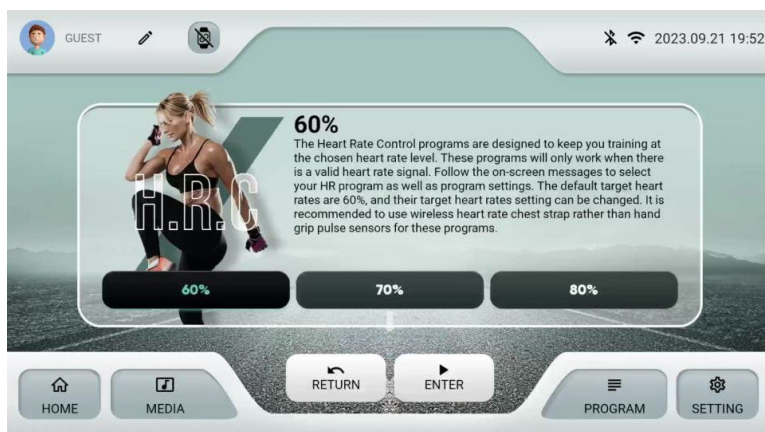 GUEST
2023.09.21 19:52
60%
The Heart Rate Control programs are designed to keep you training at
the chosen heart rate level. These programs will only work when there
is a valid heart rate signal. Follow the on-screen messages to select
your HR program as well as program settings. The default target heart
rates are 60%, and their target heart rates setting can be changed. It is
recommended to use wireless heart rate chest strap rather than hand
grip pulse sensors for these programs.
H.R.C
60%
70%
80%
RETURN
ENTER
HOME
MEDIA
PROGRAM
SETTING